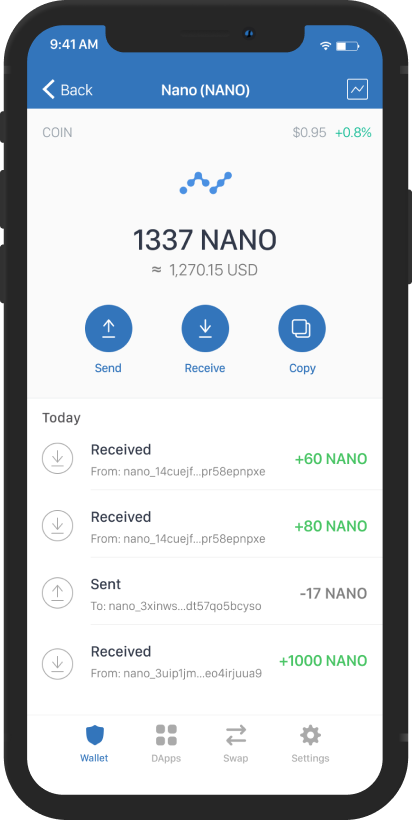 9:41 AM
Back Nano (NANO)
COIN $0.95 +0.8%
1337 NANO
≈ 1,270.15 USD
Send Receive Copy
Today
Received
From: nano_14cuejf...pr58epnpxe
+60 NANO
Received
From: nano_14cuejf...pr58epnpxe
+80 NANO
Sent
To: nano_3xinws...dt57qo5bcyso
-17 NANO
Received
From: nano_3uip1jm...eo4irjuua9
+1000 NANO
Wallet DApps Swap Settings